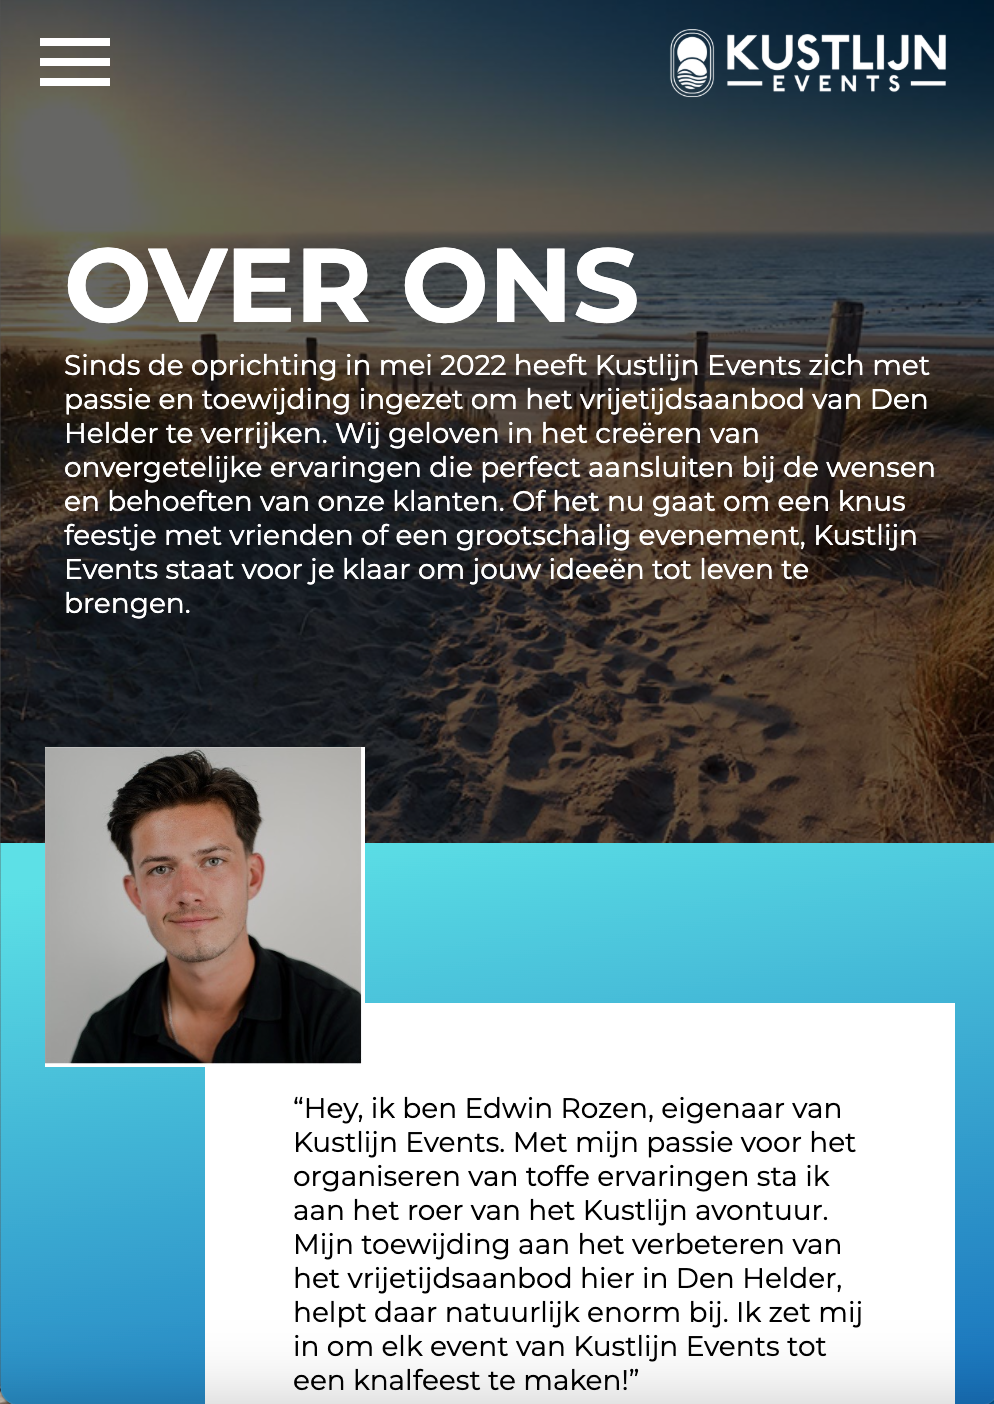 KUSTLIJN
EVENTS
OVER ONS
Sinds de oprichting in mei 2022 heeft Kustlijn Events zich met
passie en toewijding ingezet om het vrijetijdsaanbod van Den
Helder te verrijken. Wij geloven in het creëren van
onvergetelijke ervaringen die perfect aansluiten bij de wensen
en behoeften van onze klanten. Of het nu gaat om een knus
feestje met vrienden of een grootschalig evenement, Kustlijn
Events staat voor je klaar om jouw ideeën tot leven te
brengen.
“Hey, ik ben Edwin Rozen, eigenaar van
Kustlijn Events. Met mijn passie voor het
organiseren van toffe ervaringen sta ik
aan het roer van het Kustlijn avontuur.
Mijn toewijding aan het verbeteren van
het vrijetijdsaanbod hier in Den Helder,
helpt daar natuurlijk enorm bij. Ik zet mij
in om elk event van Kustlijn Events tot
een knalfeest te maken!”